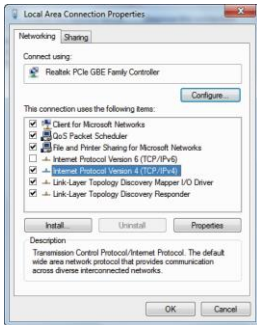 Local Area Connection Properties
Networking Sharing
Connect using:
Realtek PCIe GBE Family Controller
Configure...
This connection uses the following items:
Client for Microsoft Networks
QoS Packet Scheduler
File and Printer Sharing for Microsoft Networks
Internet Protocol Version 6 (TCP/IPv6)
Internet Protocol Version 4 (TCP/IPv4)
Link-Layer Topology Discovery Mapper I/O Driver
Link-Layer Topology Discovery Responder
Install... Uninstall Properties
Description
Transmission Control Protocol/Internet Protocol. The default
wide area network protocol that provides communication
across diverse interconnected networks.
OK Cancel